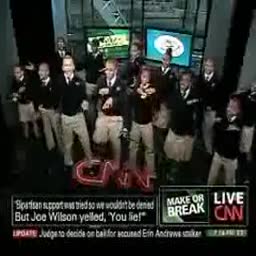 CNN
"Bipartisan support was tried so we wouldn't be denied
But Joe Wilson yelled, 'You lie!'"
MAKE OR
BREAK
LIVE
CNN
UPDATE Judge to decide on bail for accused Erin Andrews stalker